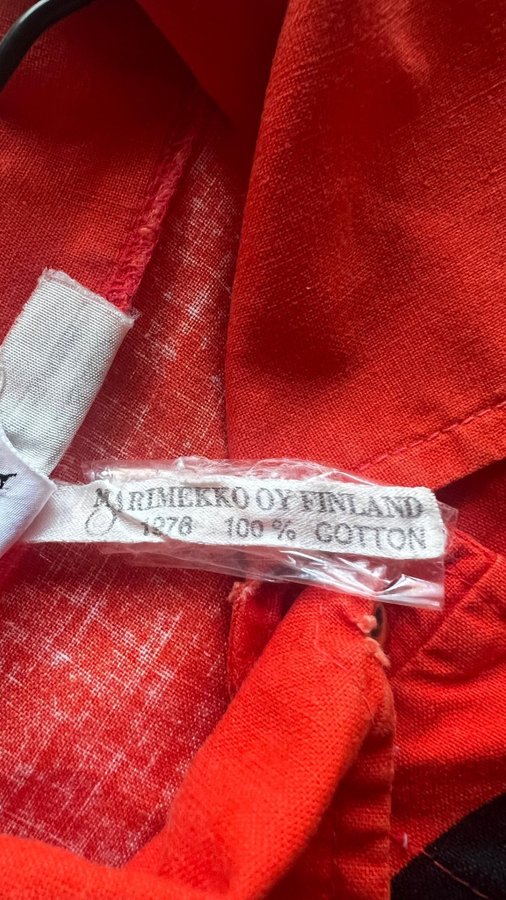 MARIMEKKO OY FINLAND
1976 100 % COTTON